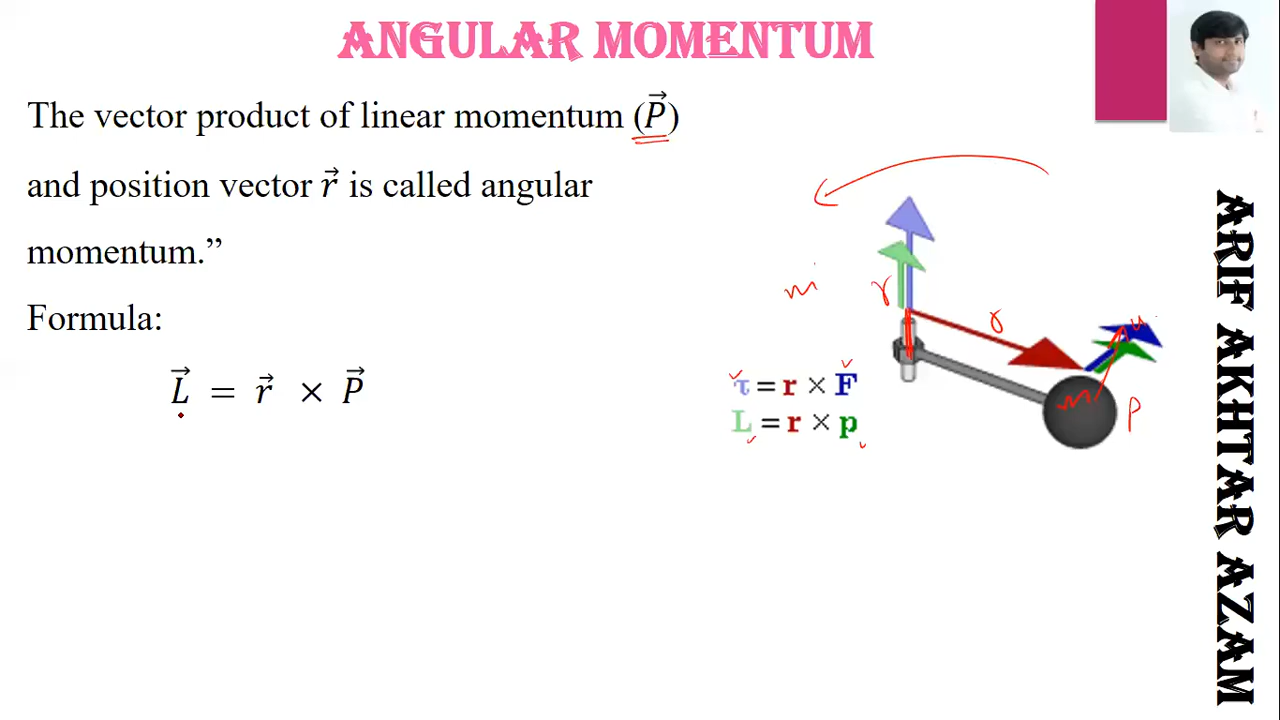 ANGULAR MOMENTUM
The vector product of linear momentum (P⃗)
and position vector r⃗ is called angular
momentum.”
Formula:
L⃗ = r⃗ × P⃗
m
r
r
u
τ = r × F
L = r × p
m
P
ARIF AKHTAR AZAM